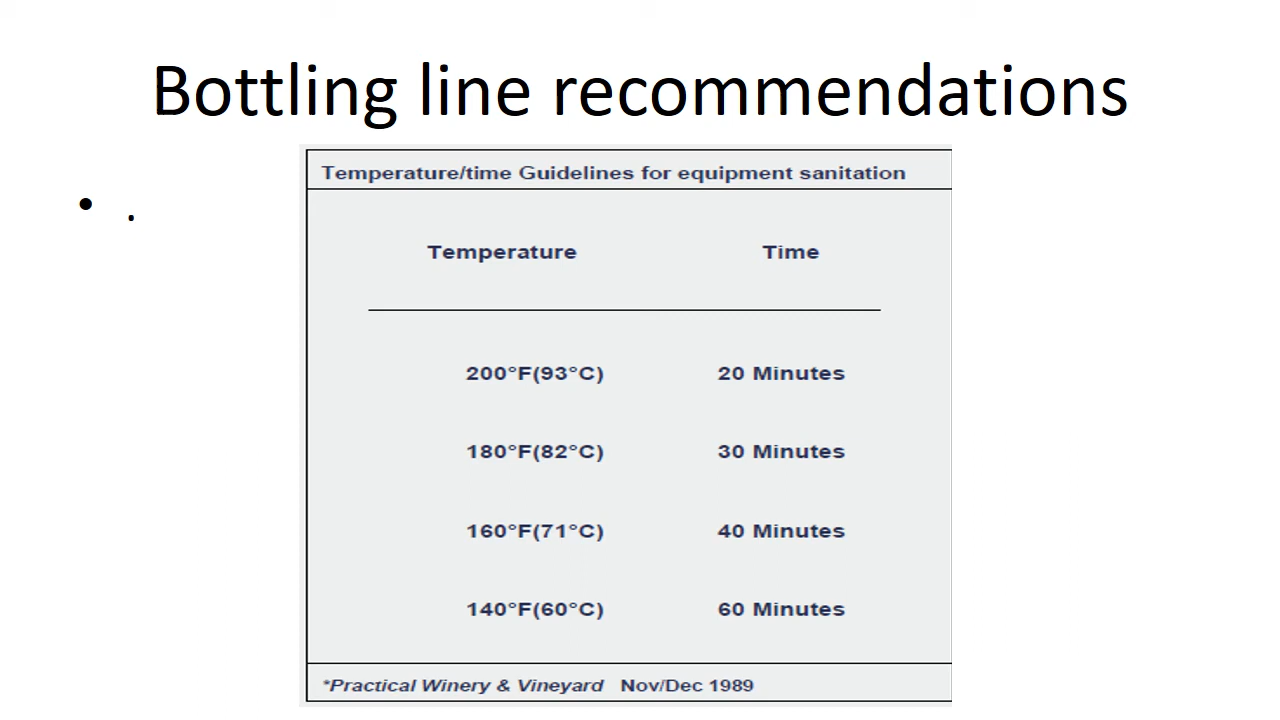 Bottling line recommendations
• .
Temperature/time Guidelines for equipment sanitation
Temperature Time
200°F(93°C) 20 Minutes
180°F(82°C) 30 Minutes
160°F(71°C) 40 Minutes
140°F(60°C) 60 Minutes
*Practical Winery & Vineyard Nov/Dec 1989